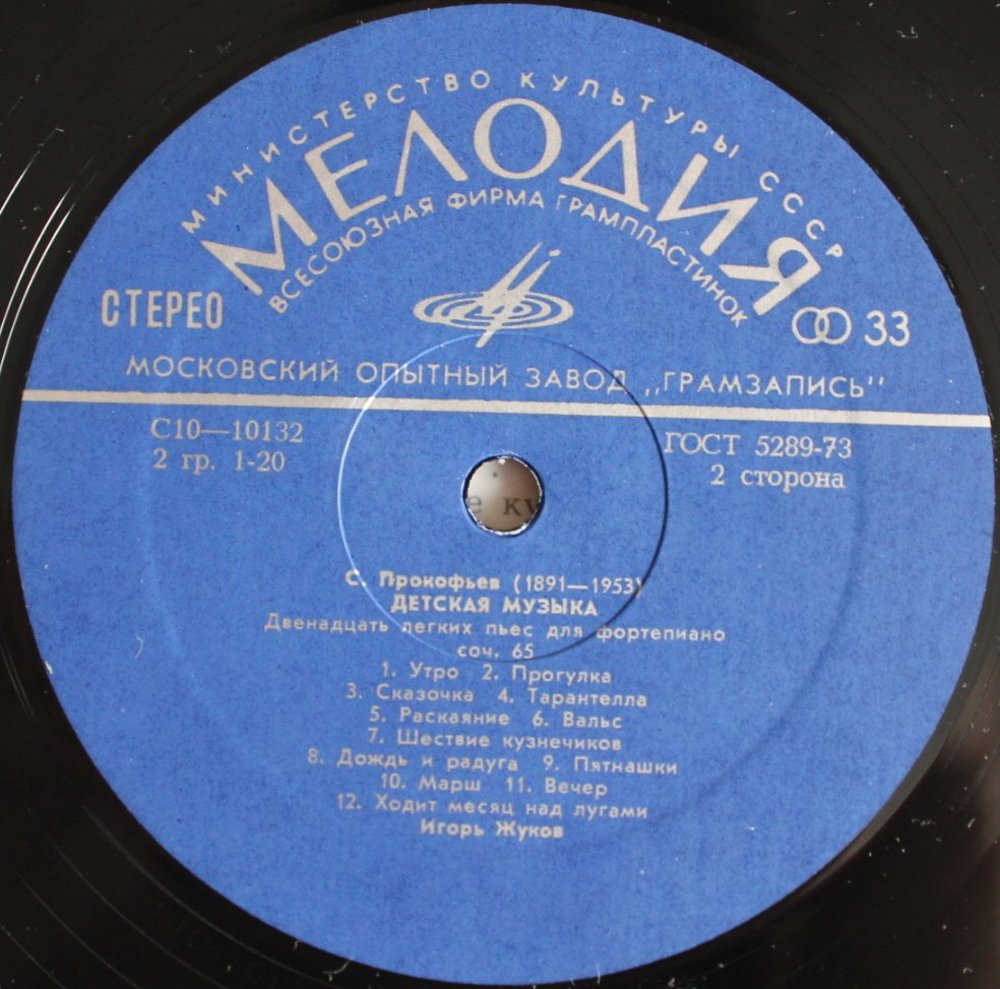 МИНИСТЕРСТВО КУЛЬТУРЫ СССР
МЕЛОДИЯ
ВСЕСОЮЗНАЯ ФИРМА ГРАМПЛАСТИНОК
СТЕРЕО
33
МОСКОВСКИЙ ОПЫТНЫЙ ЗАВОД „ГРАМЗАПИСЬ"
С10—10132
ГОСТ 5289-73
2 гр. 1-20
2 сторона
С. Прокофьев (1891—1953)
ДЕТСКАЯ МУЗЫКА
Двенадцать легких пьес для фортепиано
соч. 65
1. Утро 2. Прогулка
3. Сказочка 4. Тарантелла
5. Раскаяние 6. Вальс
7. Шествие кузнечиков
8. Дождь и радуга 9. Пятнашки
10. Марш 11. Вечер
12. Ходит месяц над лугами
Игорь Жуков